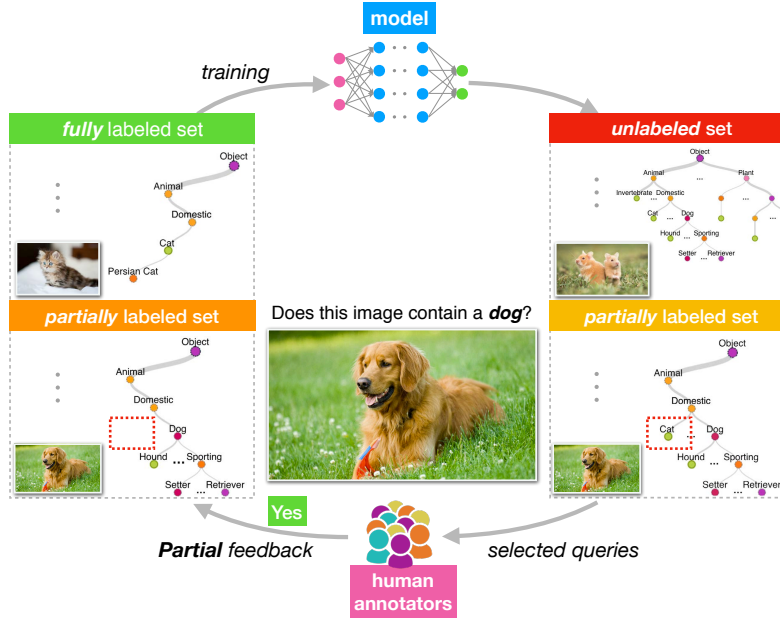 model
training
fully labeled set
Object
Animal
Domestic
Cat
Persian Cat
unlabeled set
Object
Animal
...
Plant
Invertebrate
...
Domestic
...
Cat
...
Dog
...
Hound
...
Sporting
Setter
...
Retriever
partially labeled set
Object
Animal
Domestic
Dog
Hound
...
Sporting
Setter
...
Retriever
Does this image contain a dog?
partially labeled set
Object
Animal
Domestic
Cat
...
Dog
Hound
...
Sporting
Setter
...
Retriever
Yes
Partial feedback
selected queries
human
annotators